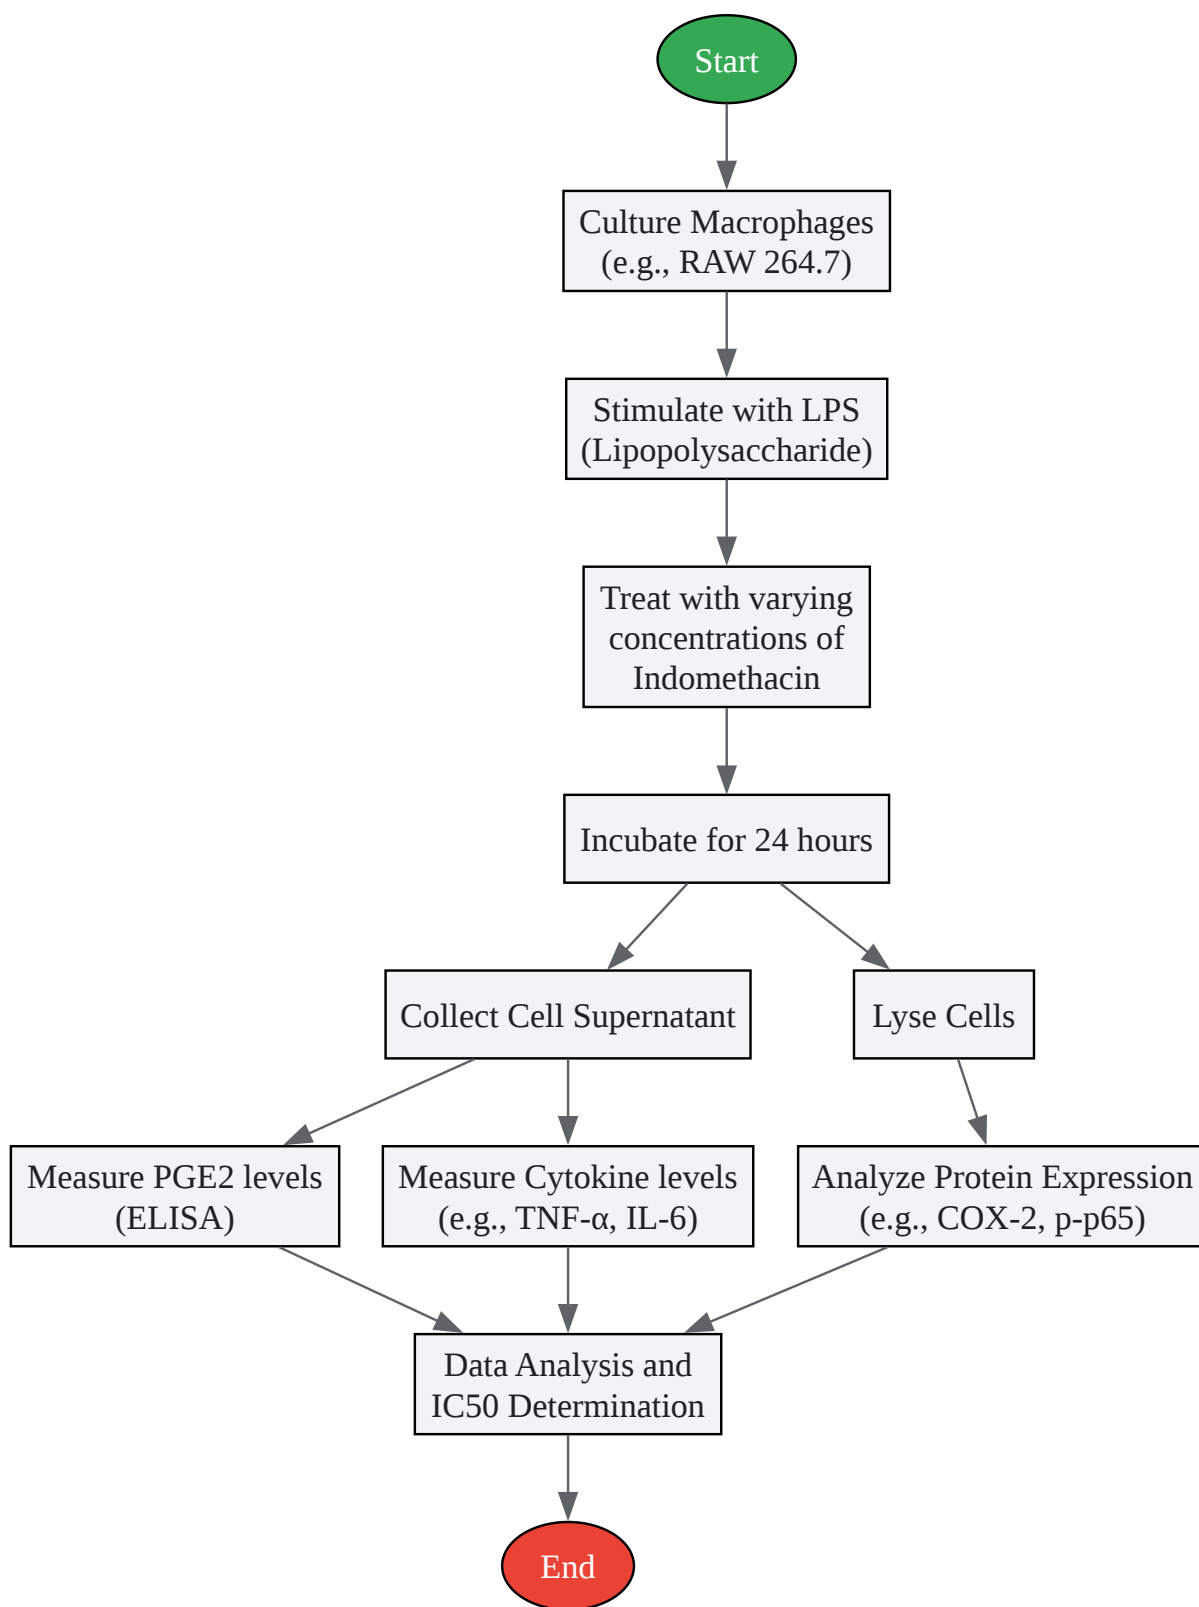 Start
Culture Macrophages
(e.g., RAW 264.7)
Stimulate with LPS
(Lipopolysaccharide)
Treat with varying
concentrations of
Indomethacin
Incubate for 24 hours
Collect Cell Supernatant
Lyse Cells
Measure PGE2 levels
(ELISA)
Measure Cytokine levels
(e.g., TNF-α, IL-6)
Analyze Protein Expression
(e.g., COX-2, p-p65)
Data Analysis and
IC50 Determination
End